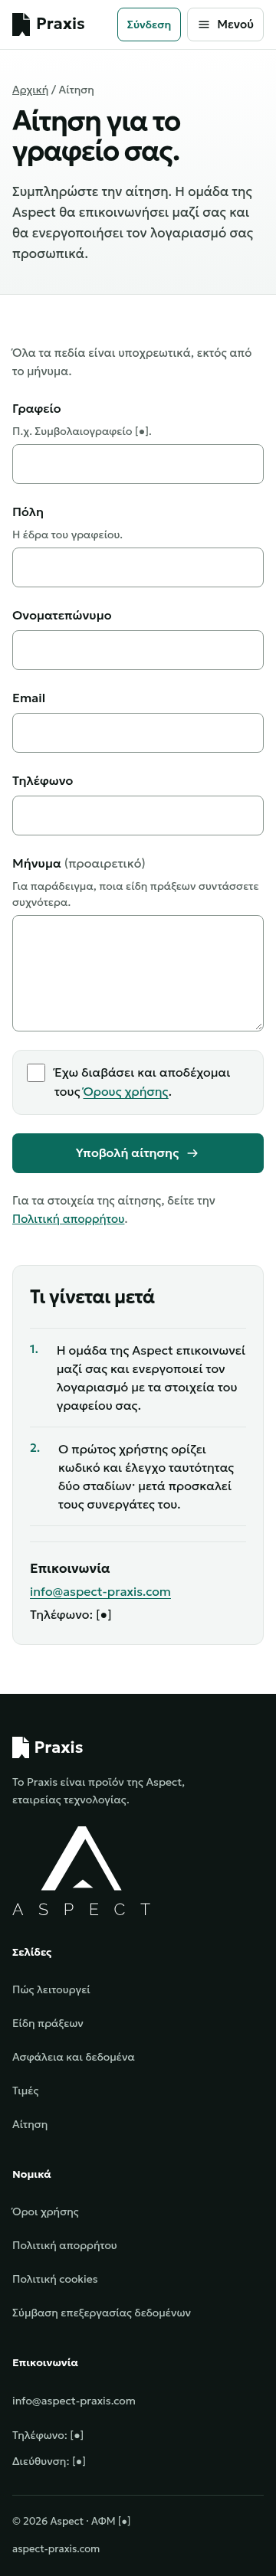 Praxis
Σύνδεση
Μενού
Αρχική / Αίτηση
Αίτηση για το
γραφείο σας.
Συμπληρώστε την αίτηση. Η ομάδα της
Aspect θα επικοινωνήσει μαζί σας και
θα ενεργοποιήσει τον λογαριασμό σας
προσωπικά.
Όλα τα πεδία είναι υποχρεωτικά, εκτός από
το μήνυμα.
Γραφείο
Π.χ. Συμβολαιογραφείο [●].
Πόλη
Η έδρα του γραφείου.
Ονοματεπώνυμο
Email
Τηλέφωνο
Μήνυμα (προαιρετικό)
Για παράδειγμα, ποια είδη πράξεων συντάσσετε
συχνότερα.
Έχω διαβάσει και αποδέχομαι
τους Όρους χρήσης.
Υποβολή αίτησης →
Για τα στοιχεία της αίτησης, δείτε την
Πολιτική απορρήτου.
Τι γίνεται μετά
1. Η ομάδα της Aspect επικοινωνεί
μαζί σας και ενεργοποιεί τον
λογαριασμό με τα στοιχεία του
γραφείου σας.
2. Ο πρώτος χρήστης ορίζει
κωδικό και έλεγχο ταυτότητας
δύο σταδίων· μετά προσκαλεί
τους συνεργάτες του.
Επικοινωνία
info@aspect-praxis.com
Τηλέφωνο: [●]
Praxis
Το Praxis είναι προϊόν της Aspect,
εταιρείας τεχνολογίας.
ASPECT
Σελίδες
Πώς λειτουργεί
Είδη πράξεων
Ασφάλεια και δεδομένα
Τιμές
Αίτηση
Νομικά
Όροι χρήσης
Πολιτική απορρήτου
Πολιτική cookies
Σύμβαση επεξεργασίας δεδομένων
Επικοινωνία
info@aspect-praxis.com
Τηλέφωνο: [●]
Διεύθυνση: [●]
© 2026 Aspect · ΑΦΜ [●]
aspect-praxis.com